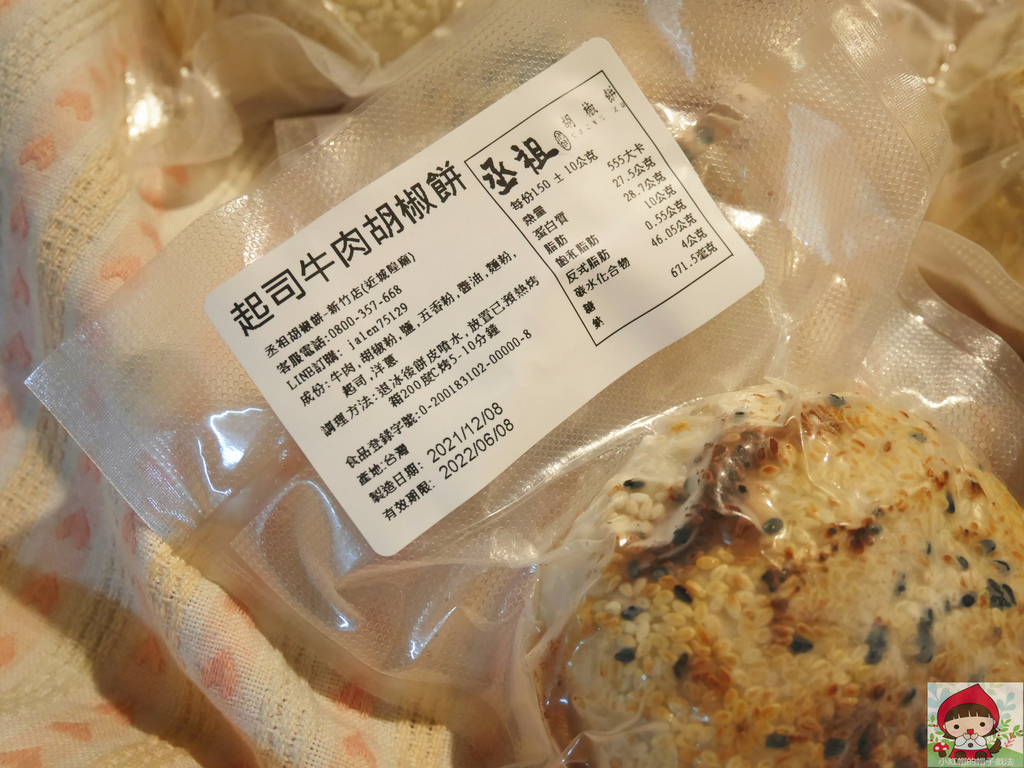 起司牛肉胡椒餅
丞祖胡椒餅-新竹店(近城隍廟)
客服電話:0800-357-668
LINE訂購: jalen75129
成份:牛肉,胡椒粉,鹽,五香粉,醬油,麵粉,
起司,洋蔥
調理方法:退冰後餅皮噴水,放置已預熱烤
箱200度C烤5-10分鐘
食品登錄字號:0-200183102-00000-8
產地:台灣
製造日期: 2021/12/08
有效期限: 2022/06/08
丞祖 胡椒餅
每份150 ± 10公克
熱量 555大卡
蛋白質 27.5公克
脂肪 28.7公克
飽和脂肪 10公克
反式脂肪 0.55公克
碳水化合物 46.05公克
糖 4公克
鈉 671.5毫克
小紅帽的帽子戲法